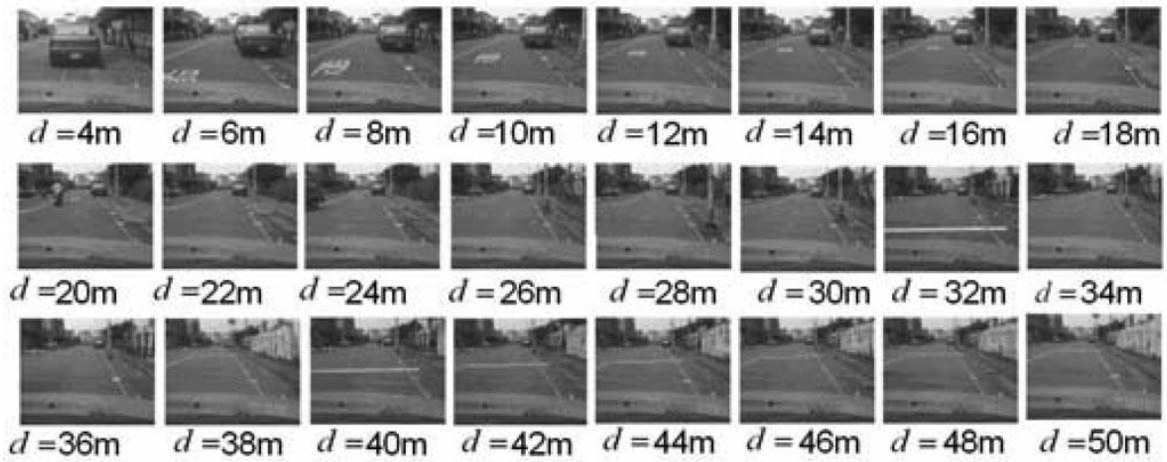 d =4m d =6m d =8m d =10m d =12m d =14m d =16m d =18m
d =20m d =22m d =24m d =26m d =28m d =30m d =32m d =34m
d =36m d =38m d =40m d =42m d =44m d =46m d =48m d =50m